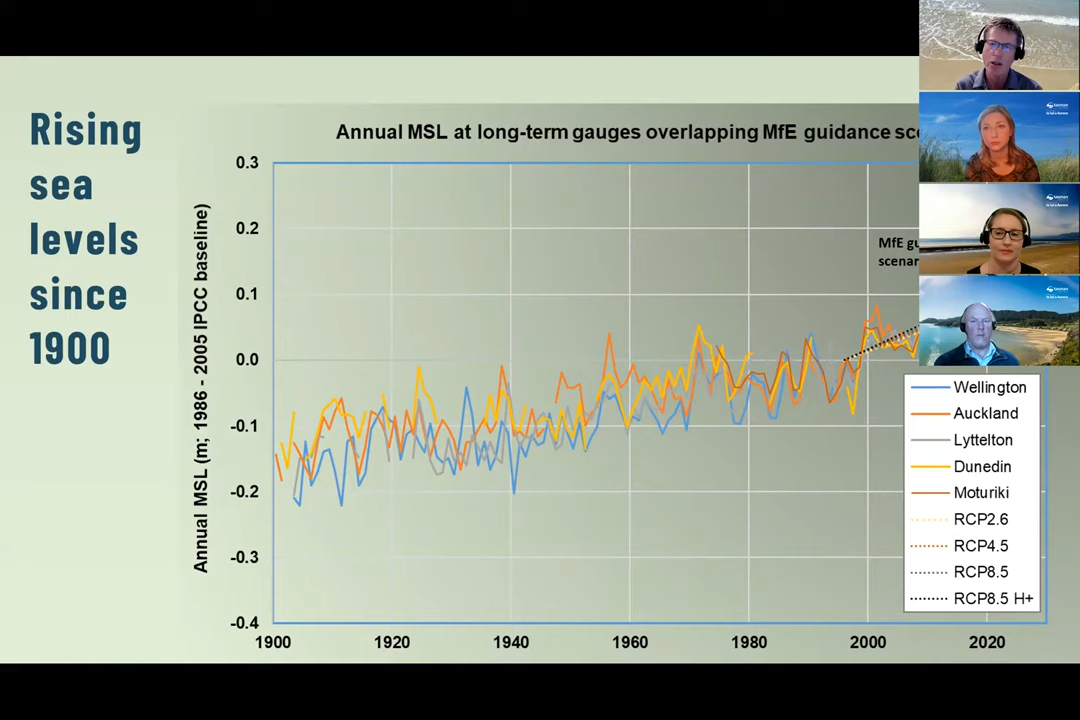 Rising
sea
levels
since
1900
Annual MSL at long-term gauges overlapping MfE guidance sce
Annual MSL (m; 1986 - 2005 IPCC baseline)
0.3
0.2
0.1
0.0
-0.1
-0.2
-0.3
-0.4
1900
1920
1940
1960
1980
2000
2020
MfE gu
scenar
Wellington
Auckland
Lyttelton
Dunedin
Moturiki
RCP2.6
RCP4.5
RCP8.5
RCP8.5 H+